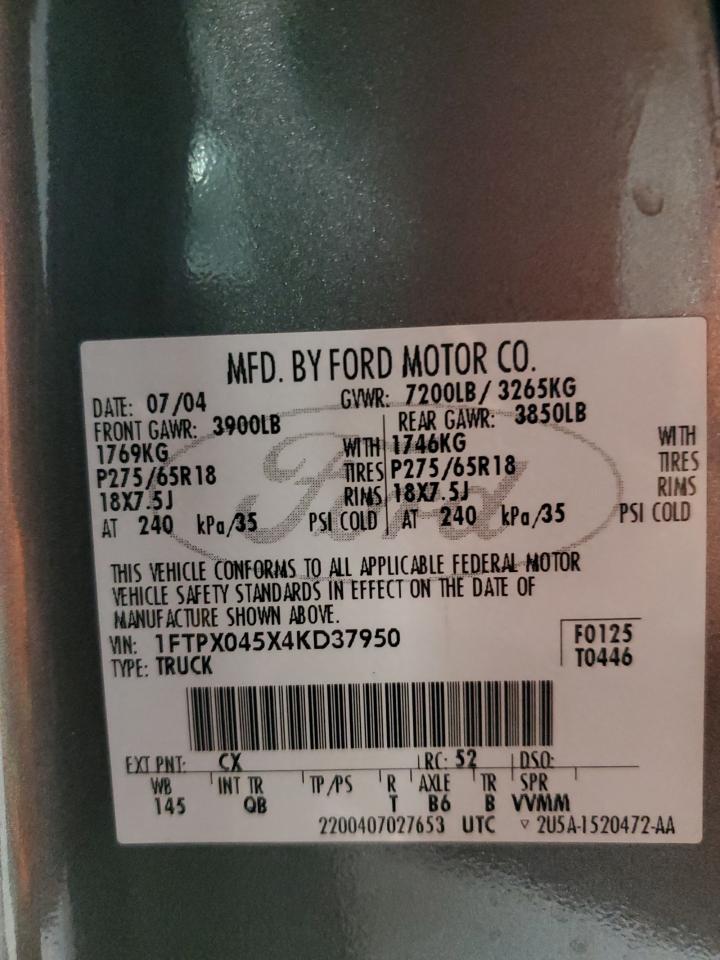 MFD. BY FORD MOTOR CO.
DATE: 07/04 GVWR: 7200LB/ 3265KG
FRONT GAWR: 3900LB REAR GAWR: 3850LB
1769KG WITH 1746KG WITH
P275/65R18 TIRES P275/65R18 TIRES
18X7.5J RIMS 18X7.5J RIMS
AT 240 kPa/35 PSI COLD AT 240 kPa/35 PSI COLD
Ford
THIS VEHICLE CONFORMS TO ALL APPLICABLE FEDERAL MOTOR
VEHICLE SAFETY STANDARDS IN EFFECT ON THE DATE OF
MANUFACTURE SHOWN ABOVE.
VIN: 1FTPX045X4KD37950 F0125
TYPE: TRUCK T0446
EXT PNT: CX RC: 52 DSO:
WB INT TR TP/PS R AXLE TR SPR
145 QB T B6 B VVMM
2200407027653 UTC ▽ 2U5A-1520472-AA